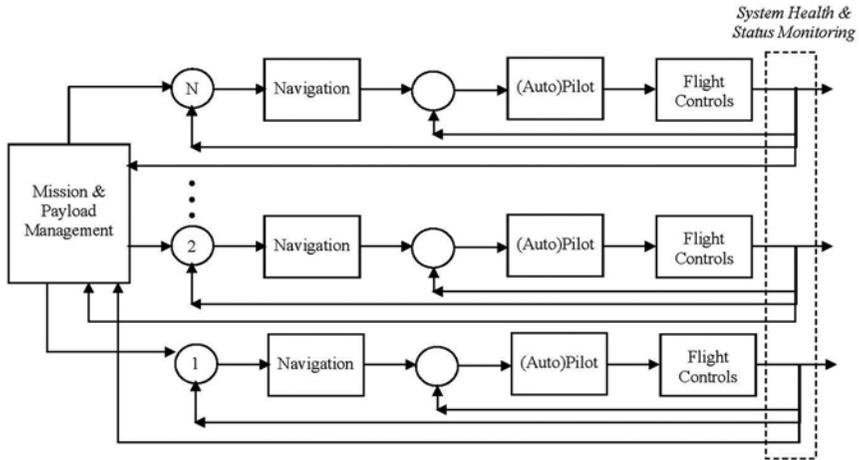 System Health &
Status Monitoring
N
Navigation
(Auto)Pilot
Flight
Controls
Mission &
Payload
Management
2
Navigation
(Auto)Pilot
Flight
Controls
1
Navigation
(Auto)Pilot
Flight
Controls